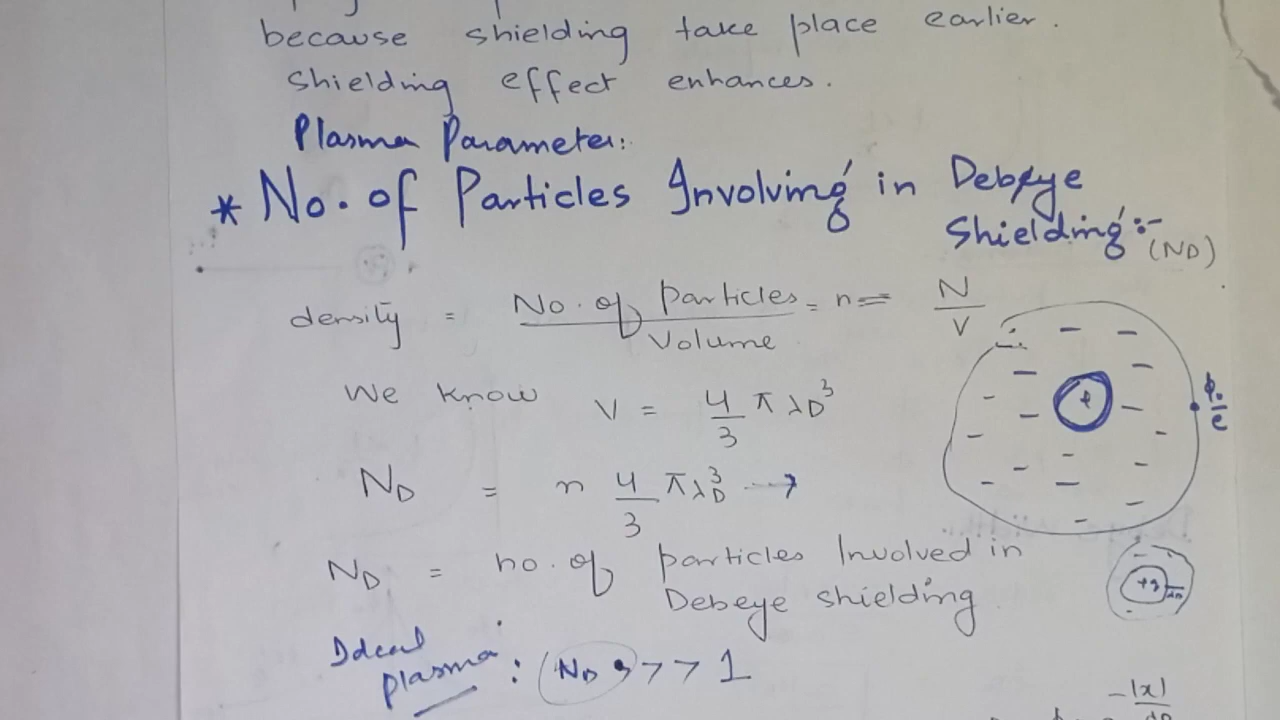 because shielding take place earlier.
Shielding effect enhances.
Plasma Parameter:
* No. of Particles Involving in Debeye
Shielding :- (ND)
density = No. of Particles / Volume = n = N / V
We know V = 4/3 π λD³
φ₀/e
ND = n 4/3 π λD³ →
ND = no. of particles Involved in
Debeye shielding
+q
Ideal plasma : (ND >> 1
-|x|